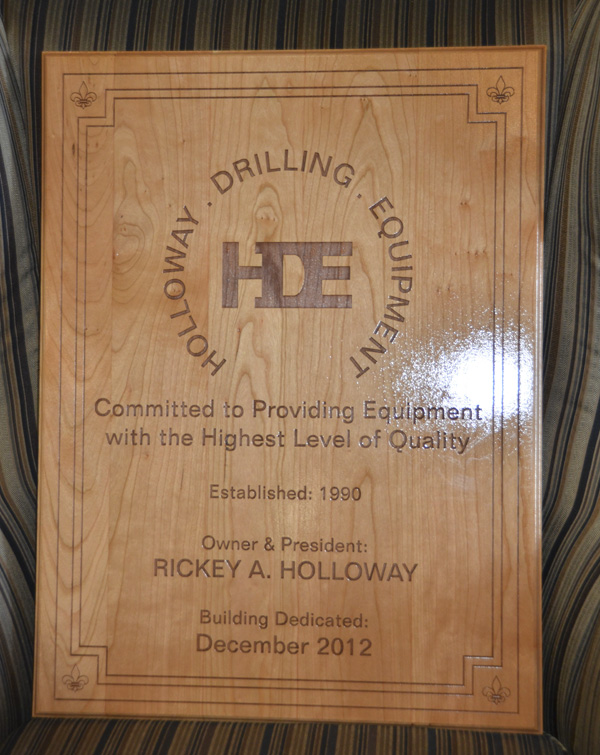 HOLLOWAY . DRILLING . EQUIPMENT
HDE
Committed to Providing Equipment
with the Highest Level of Quality
Established: 1990
Owner & President:
RICKEY A. HOLLOWAY
Building Dedicated:
December 2012